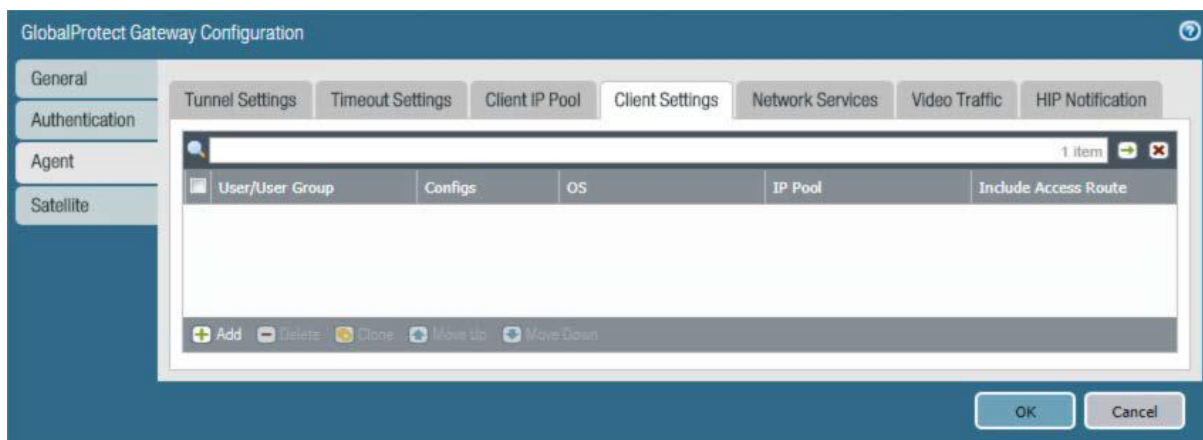 GlobalProtect Gateway Configuration
General
Authentication
Agent
Satellite
Tunnel Settings Timeout Settings Client IP Pool Client Settings Network Services Video Traffic HIP Notification
1 item
User/User Group Configs OS IP Pool Include Access Route
Add Delete Clone Move Up Move Down
OK Cancel